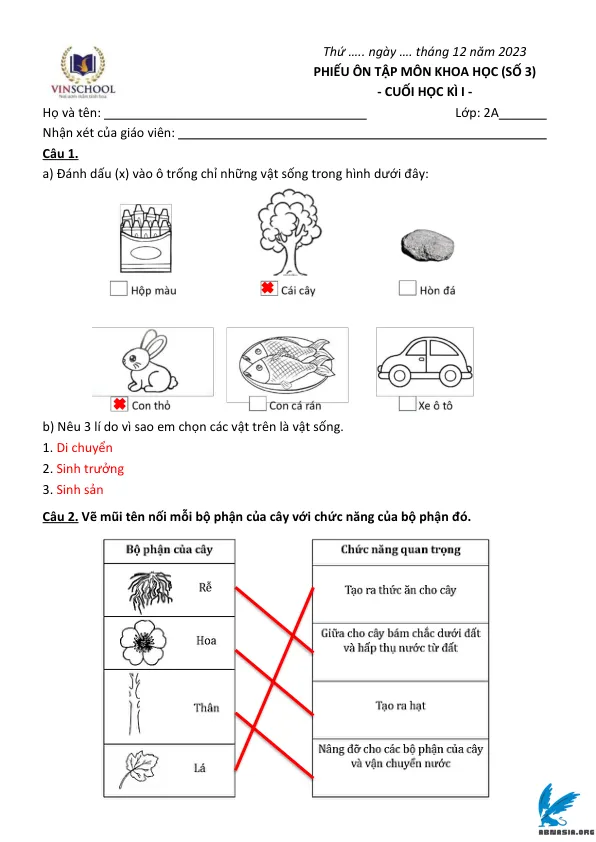 Thứ ….. ngày …. tháng 12 năm 2023
VINSCHOOL
PHIẾU ÔN TẬP MÔN KHOA HỌC (SỐ 3)
- CUỐI HỌC KÌ I -
Họ và tên: Lớp: 2A
Nhận xét của giáo viên:
Câu 1.
a) Đánh dấu (x) vào ô trống chỉ những vật sống trong hình dưới đây:
Hộp màu Cái cây Hòn đá
Con thỏ Con cá rán Xe ô tô
b) Nêu 3 lí do vì sao em chọn các vật trên là vật sống.
1. Di chuyển
2. Sinh trưởng
3. Sinh sản
Câu 2. Vẽ mũi tên nối mỗi bộ phận của cây với chức năng của bộ phận đó.
Bộ phận của cây Chức năng quan trọng
Rễ Tạo ra thức ăn cho cây
Hoa Giữa cho cây bám chắc dưới đất
và hấp thụ nước từ đất
Thân Tạo ra hạt
Lá Nâng đỡ cho các bộ phận của cây
và vận chuyển nước
ABNASIA.ORG